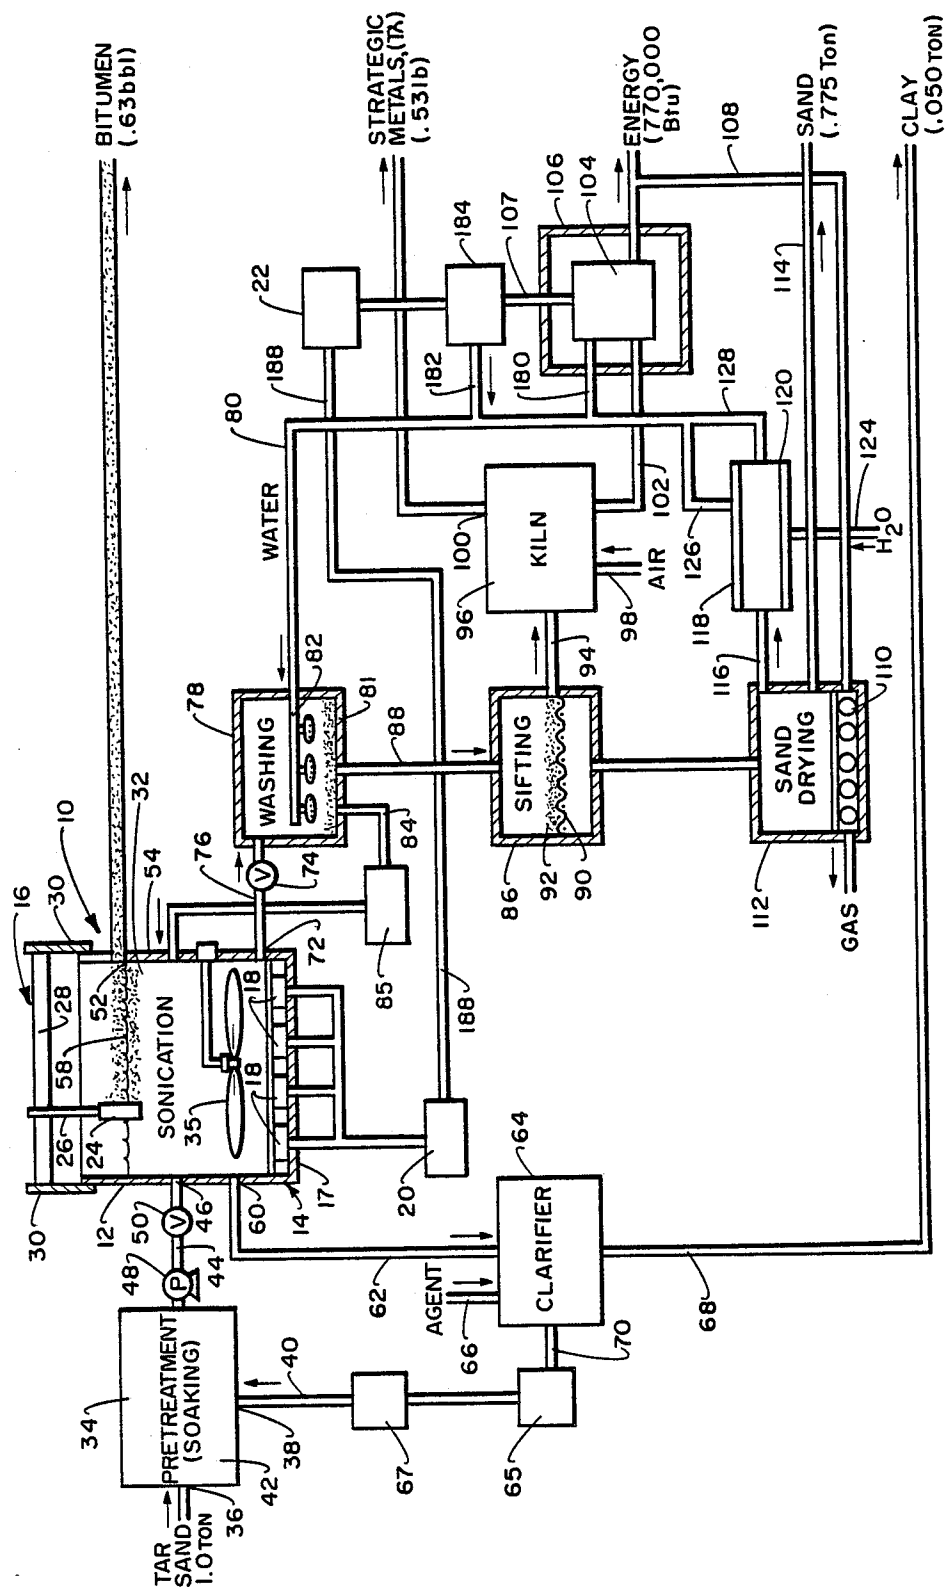 BITUMEN
(.63bbl)
STRATEGIC
METALS,(Ta)
(.53lb)
ENERGY
(770,000
Btu)
SAND
(.775 Ton)
CLAY
(.050 TON)
TAR
SAND
1.0 TON
PRETREATMENT
(SOAKING)
34
36
38
40
42
67
65
70
AGENT
66
CLARIFIER
64
62
68
P
48
44
V
50
46
12
60
14
17
30
26
24
28
58
52
16
30
10
32
54
SONICATION
35
18
18
20
72
76
V
74
85
84
188
WASHING
78
82
81
88
WATER
80
188
22
SIFTING
86
92
90
94
KILN
96
100
98
AIR
102
182
184
107
180
106
104
108
SAND
DRYING
112
GAS
110
116
118
120
126
128
124
H2O
114